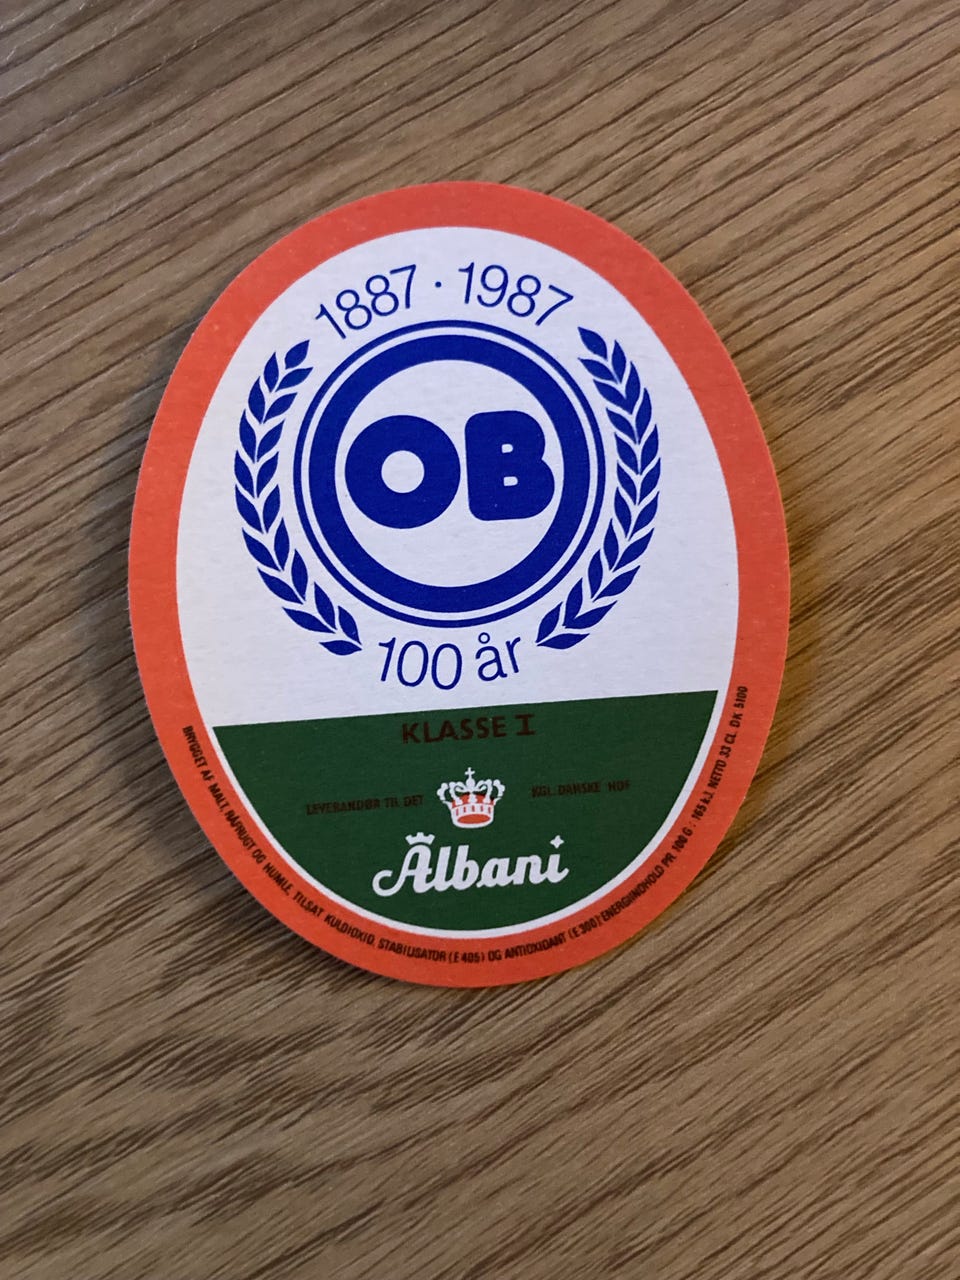 1887 · 1987
OB
100 år
KLASSE I
LEVERANDØR TIL DET KGL. DANSKE HOF
Albani
BRYGGET AF MALT, RÅFRUGT OG HUMLE, TILSAT KULDIOXID, STABILISATOR (E 405) OG ANTIOXIDANT (E 300). ENERGIINDHOLD PR. 100 G : 165 kJ. NETTO 33 CL. DK 5100